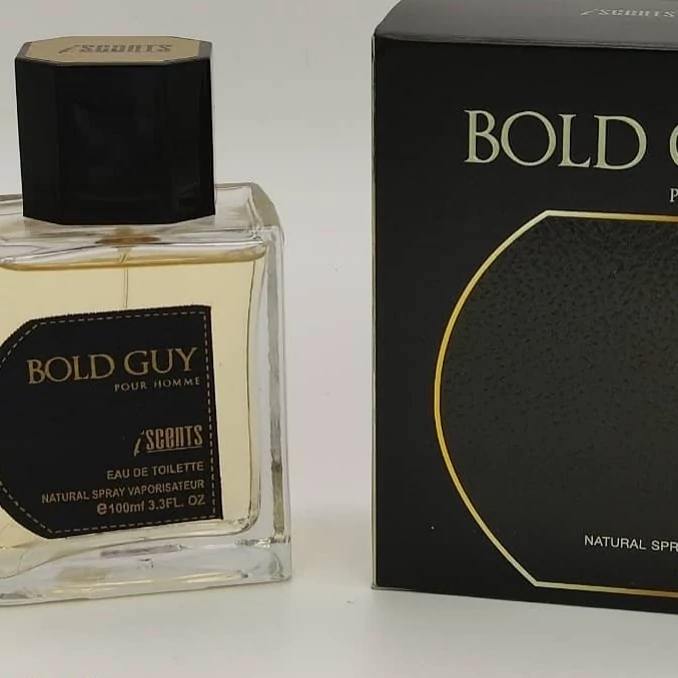 iscents
BOLD GUY
POUR HOMME
iscents
EAU DE TOILETTE
NATURAL SPRAY VAPORISATEUR
e100ml 3.3FL. OZ
iscents
BOLD
NATURAL SPR